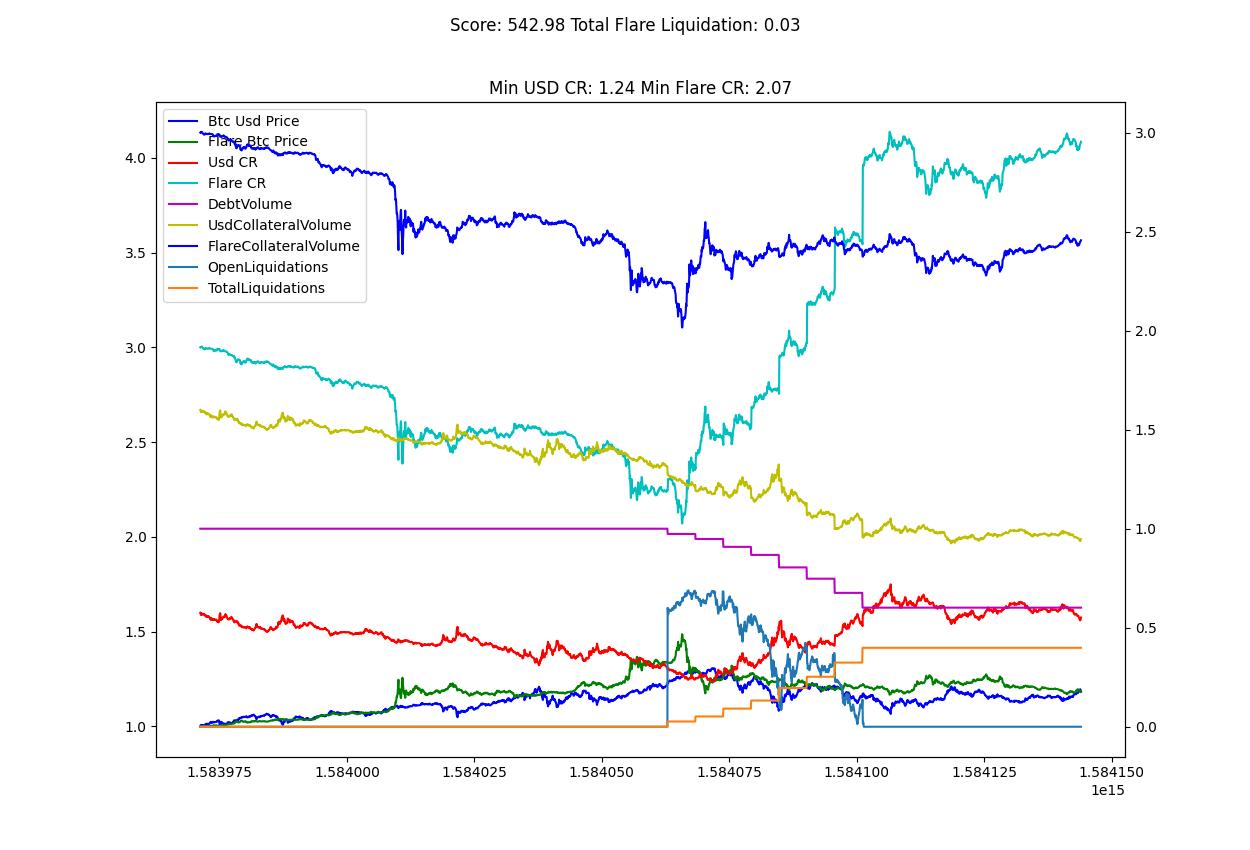 Score: 542.98 Total Flare Liquidation: 0.03
Min USD CR: 1.24 Min Flare CR: 2.07
Btc Usd Price
Flare Btc Price
Usd CR
Flare CR
DebtVolume
UsdCollateralVolume
FlareCollateralVolume
OpenLiquidations
TotalLiquidations
4.0
3.5
3.0
2.5
2.0
1.5
1.0
3.0
2.5
2.0
1.5
1.0
0.5
0.0
1.583975 1.584000 1.584025 1.584050 1.584075 1.584100 1.584125 1.584150
1e15